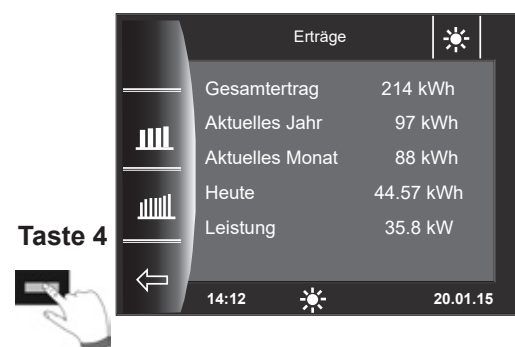 Erträge
Gesamtertrag 214 kWh
Aktuelles Jahr 97 kWh
Aktuelles Monat 88 kWh
Heute 44.57 kWh
Leistung 35.8 kW
Taste 4
14:12 20.01.15